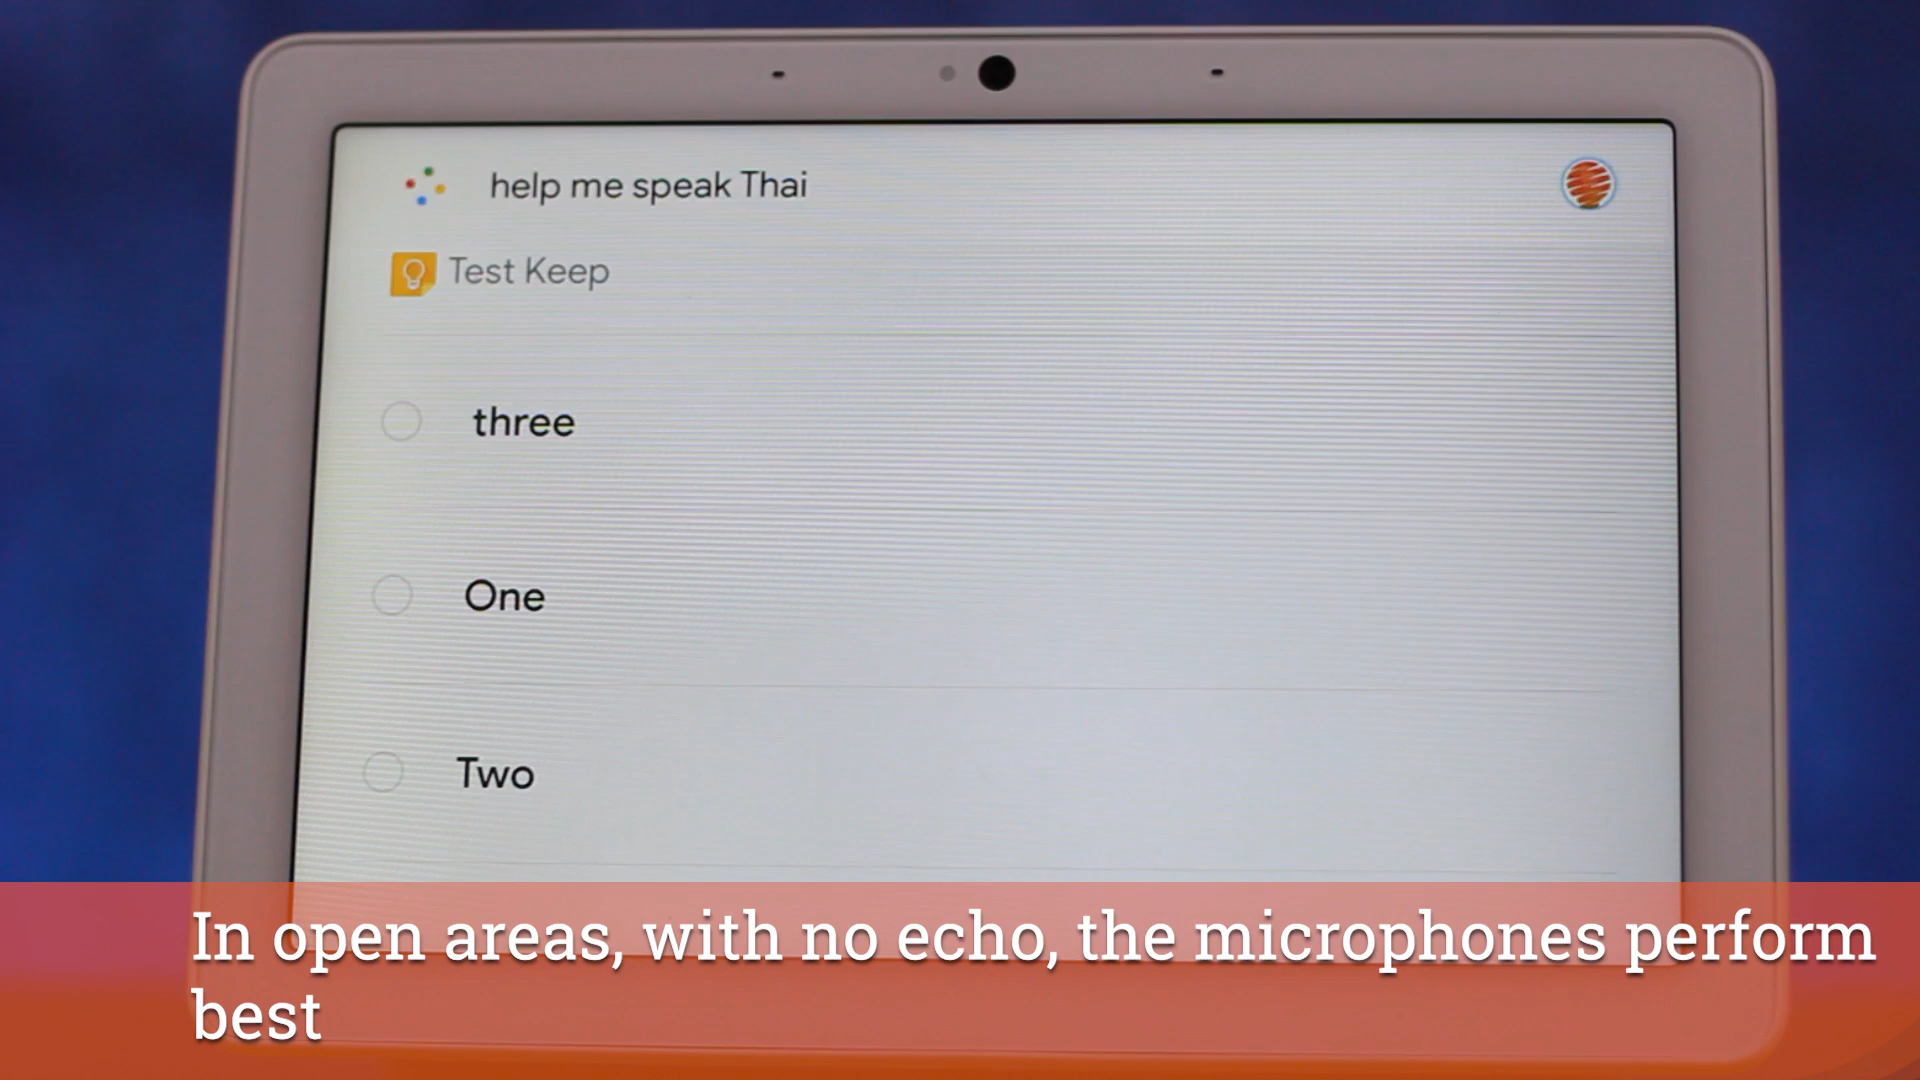 help me speak Thai
Test Keep
three
One
Two
In open areas, with no echo, the microphones perform
best